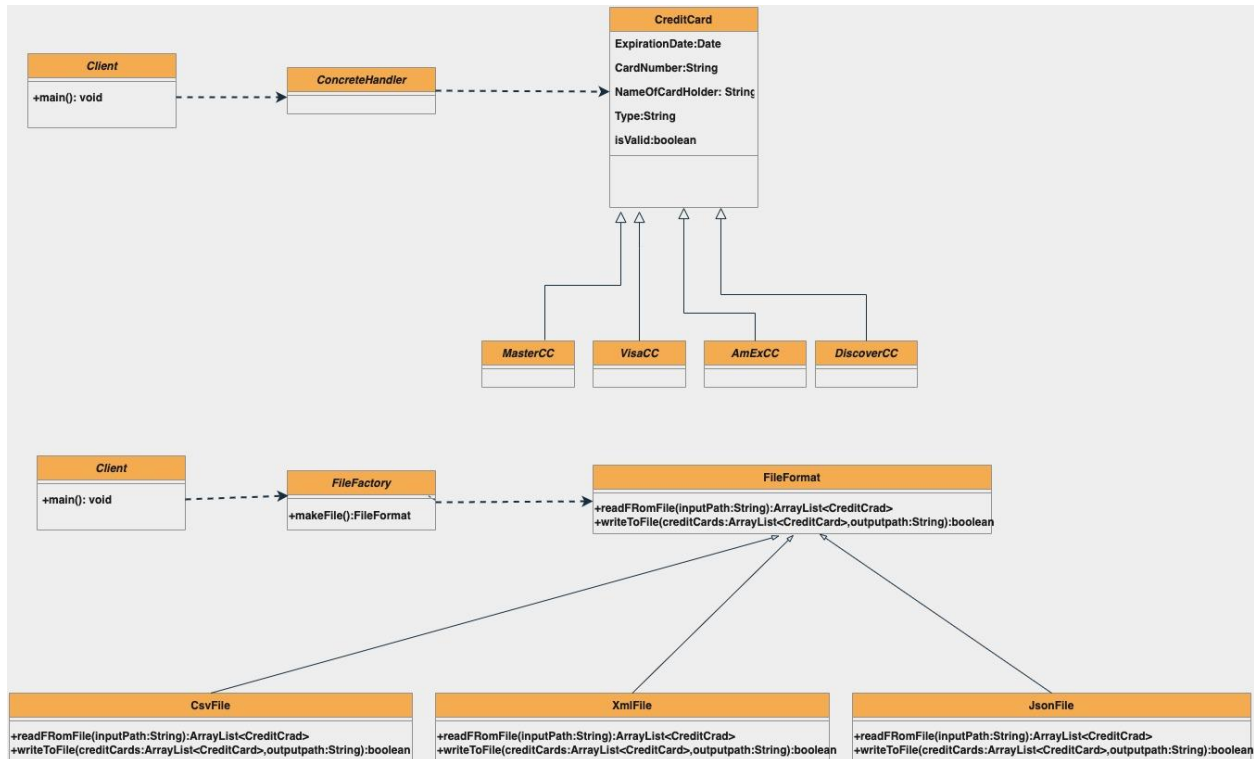 CreditCard
ExpirationDate:Date
CardNumber:String
NameOfCardHolder: String
Type:String
isValid:boolean
Client
+main(): void
ConcreteHandler
MasterCC
VisaCC
AmExCC
DiscoverCC
Client
+main(): void
FileFactory
+makeFile():FileFormat
FileFormat
+readFRomFile(inputPath:String):ArrayList<CreditCrad>
+writeToFile(creditCards:ArrayList<CreditCard>,outputpath:String):boolean
CsvFile
+readFRomFile(inputPath:String):ArrayList<CreditCrad>
+writeToFile(creditCards:ArrayList<CreditCard>,outputpath:String):boolean
XmlFile
+readFRomFile(inputPath:String):ArrayList<CreditCrad>
+writeToFile(creditCards:ArrayList<CreditCard>,outputpath:String):boolean
JsonFile
+readFRomFile(inputPath:String):ArrayList<CreditCrad>
+writeToFile(creditCards:ArrayList<CreditCard>,outputpath:String):boolean